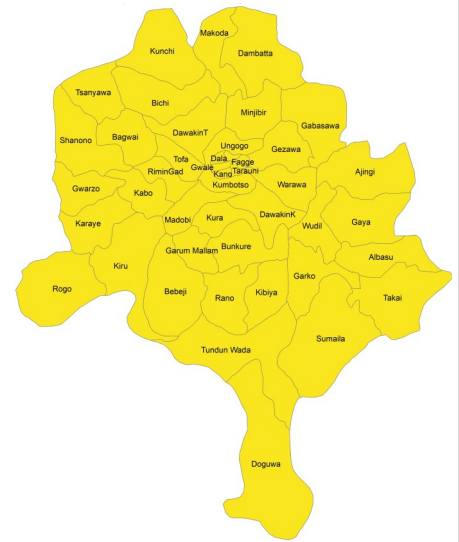 Makoda
Kunchi
Dambatta
Tsanyawa
Bichi
Minjibir
Gabasawa
DawakinT
Bagwai
Shanono
Ungogo
Gezawa
Tofa
Dala
Fagge
Gwale
Tarauni
RiminGad
Kano
Ajingi
Kumbotso
Warawa
Gwarzo
Kabo
Madobi
Kura
DawakinK
Karaye
Wudil
Gaya
Bunkure
Garum Mallam
Albasu
Kiru
Garko
Rogo
Bebeji
Rano
Kibiya
Takai
Sumaila
Tundun Wada
Doguwa